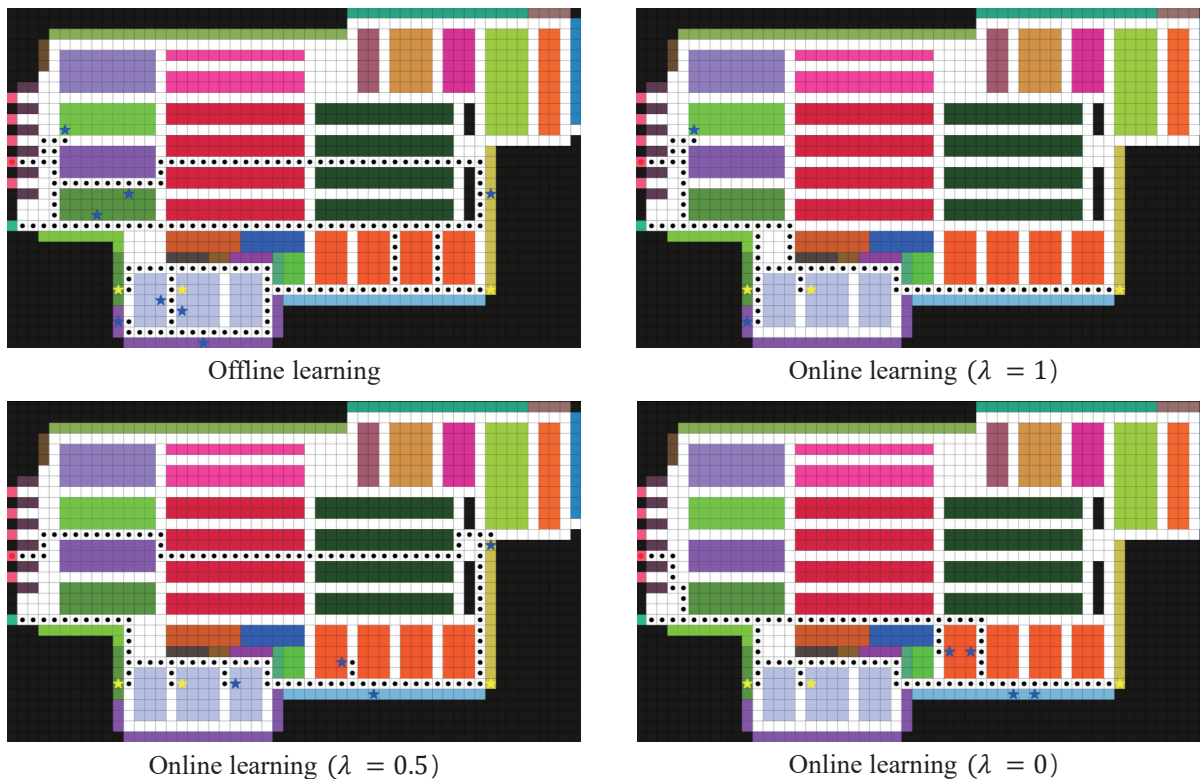 Offline learning
Online learning (λ = 1)
Online learning (λ = 0.5)
Online learning (λ = 0)